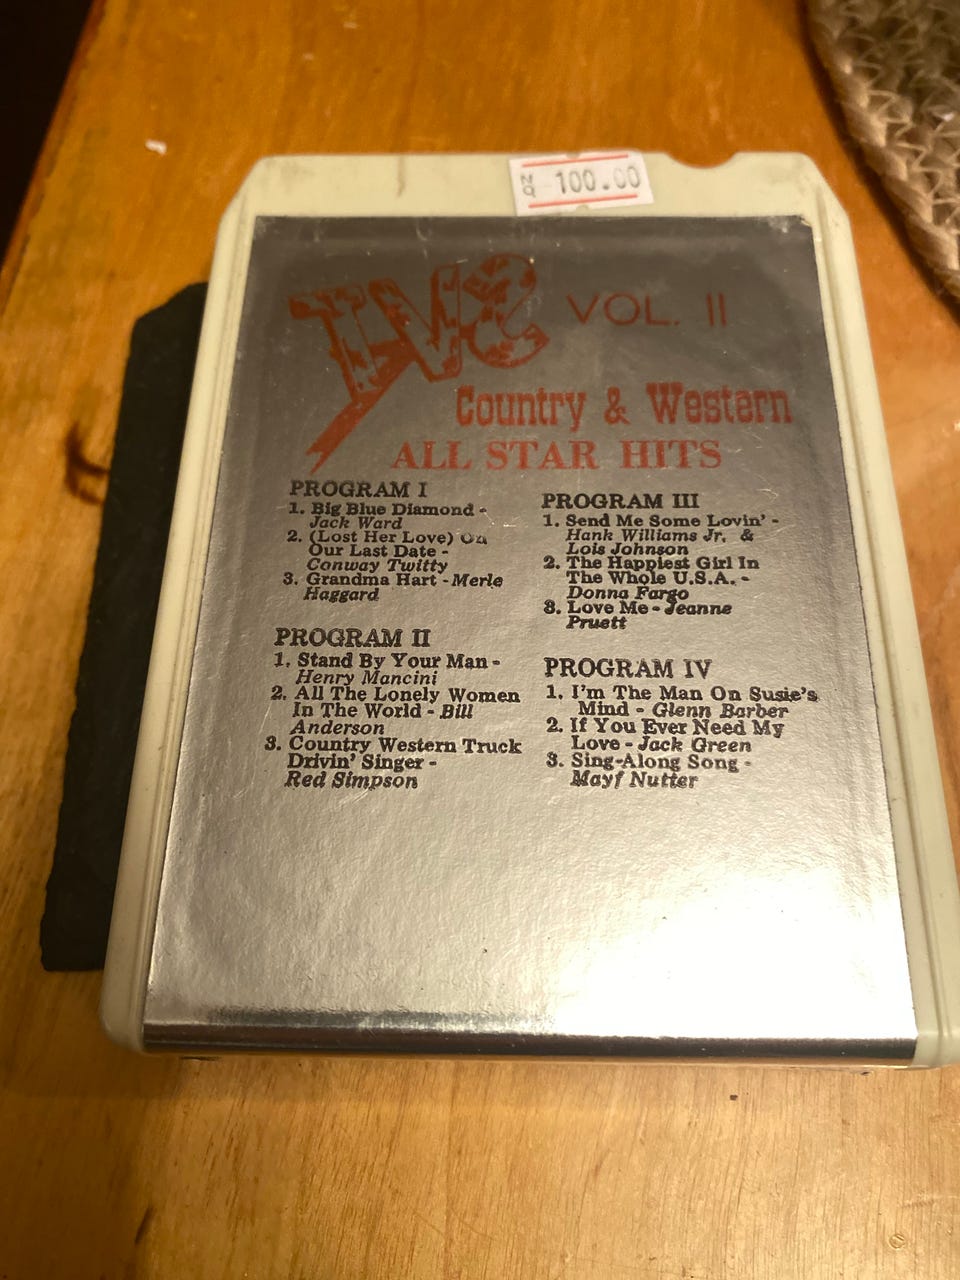 NQ 100.00
TVS VOL. II
Country & Western
ALL STAR HITS
PROGRAM I
1. Big Blue Diamond -
Jack Ward
2. (Lost Her Love) On
Our Last Date -
Conway Twitty
3. Grandma Hart - Merle
Haggard
PROGRAM II
1. Stand By Your Man -
Henry Mancini
2. All The Lonely Women
In The World - Bill
Anderson
3. Country Western Truck
Drivin' Singer -
Red Simpson
PROGRAM III
1. Send Me Some Lovin' -
Hank Williams Jr. &
Lois Johnson
2. The Happiest Girl In
The Whole U.S.A. -
Donna Fargo
3. Love Me - Jeanne
Pruett
PROGRAM IV
1. I'm The Man On Susie's
Mind - Glenn Barber
2. If You Ever Need My
Love - Jack Green
3. Sing-Along Song -
Mayf Nutter